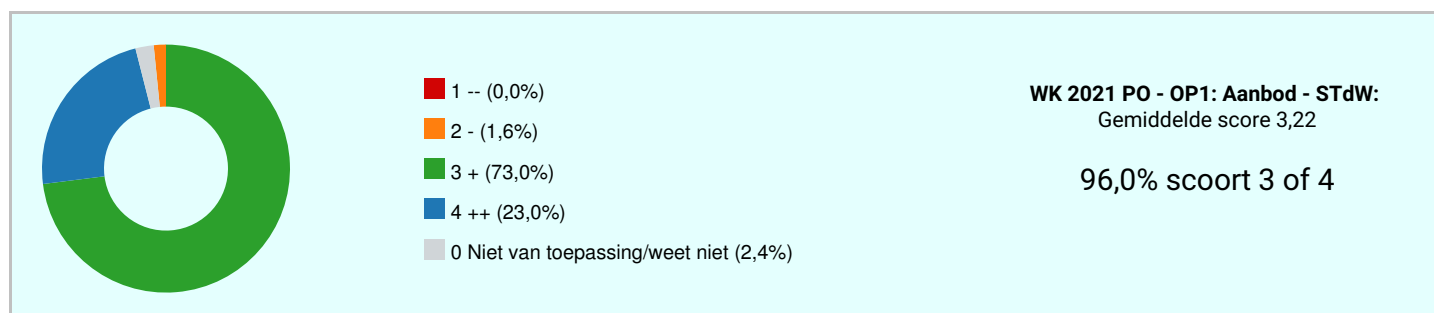 1 -- (0,0%)
2 - (1,6%)
3 + (73,0%)
4 ++ (23,0%)
0 Niet van toepassing/weet niet (2,4%)
WK 2021 PO - OP1: Aanbod - STdW:
Gemiddelde score 3,22
96,0% scoort 3 of 4